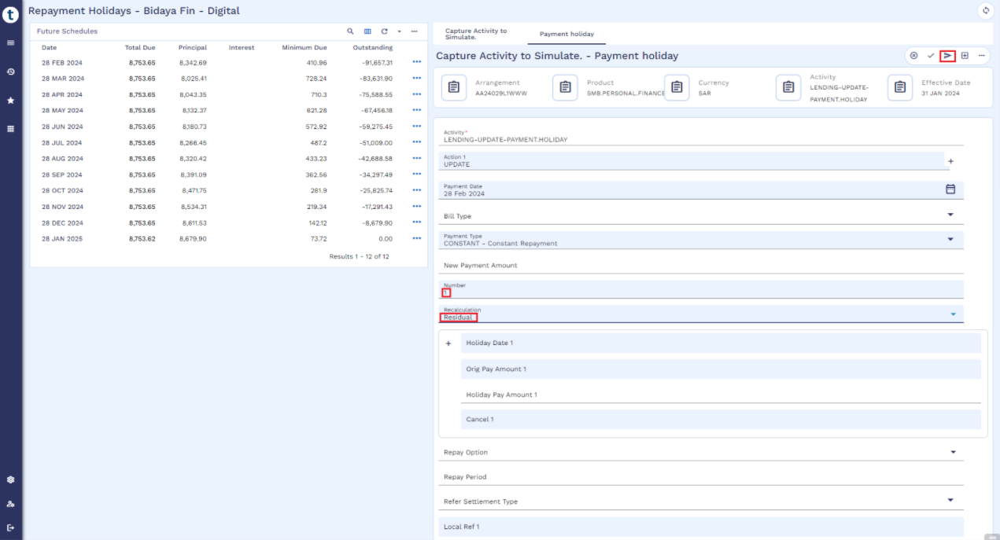 t
Repayment Holidays - Bidaya Fin - Digital
Future Schedules
Date Total Due Principal Interest Minimum Due Outstanding
28 FEB 2024 8,753.65 8,342.69 410.96 -91,657.31
28 MAR 2024 8,753.65 8,025.41 728.24 -83,631.90
28 APR 2024 8,753.65 8,043.35 710.3 -75,588.55
28 MAY 2024 8,753.65 8,132.37 621.28 -67,456.18
28 JUN 2024 8,753.65 8,180.73 572.92 -59,275.45
28 JUL 2024 8,753.65 8,266.45 487.2 -51,009.00
28 AUG 2024 8,753.65 8,320.42 433.23 -42,688.58
28 SEP 2024 8,753.65 8,391.09 362.56 -34,297.49
28 OCT 2024 8,753.65 8,471.75 281.9 -25,825.74
28 NOV 2024 8,753.65 8,534.31 219.34 -17,291.43
28 DEC 2024 8,753.65 8,611.53 142.12 -8,679.90
28 JAN 2025 8,753.62 8,679.90 73.72 0.00
Results 1 - 12 of 12
Capture Activity to
Simulate.
Payment holiday
Capture Activity to Simulate. - Payment holiday
Arrangement
AA24029L1WWW
Product
SMB.PERSONAL.FINANCE
Currency
SAR
Activity
LENDING-UPDATE-
PAYMENT.HOLIDAY
Effective Date
31 JAN 2024
Activity*
LENDING-UPDATE-PAYMENT.HOLIDAY
Action 1
UPDATE
Payment Date
28 Feb 2024
Bill Type
Payment Type
CONSTANT - Constant Repayment
New Payment Amount
Number
1
Recalculation
Residual
Holiday Date 1
Orig Pay Amount 1
Holiday Pay Amount 1
Cancel 1
Repay Option
Repay Period
Refer Settlement Type
Local Ref 1